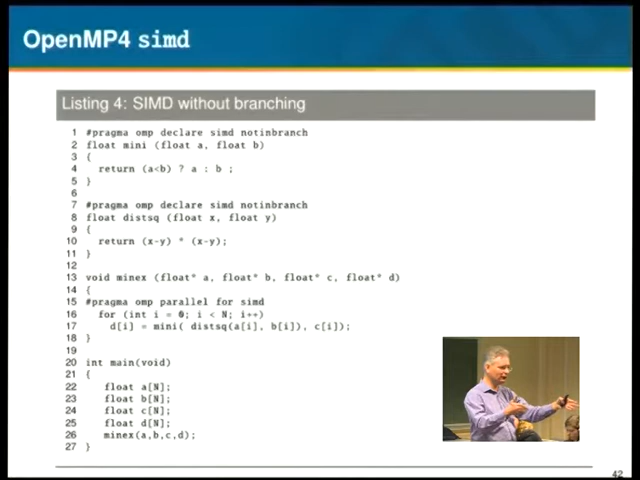 OpenMP4 simd
Listing 4: SIMD without branching
1 #pragma omp declare simd notinbranch
2 float mini (float a, float b)
3 {
4 return (a<b) ? a : b ;
5 }
6
7 #pragma omp declare simd notinbranch
8 float distsq (float x, float y)
9 {
10 return (x-y) * (x-y);
11 }
12
13 void minex (float* a, float* b, float* c, float* d)
14 {
15 #pragma omp parallel for simd
16 for (int i = 0; i < N; i++)
17 d[i] = mini( distsq(a[i], b[i]), c[i]);
18 }
19
20 int main(void)
21 {
22 float a[N];
23 float b[N];
24 float c[N];
25 float d[N];
26 minex(a,b,c,d);
27 }
42